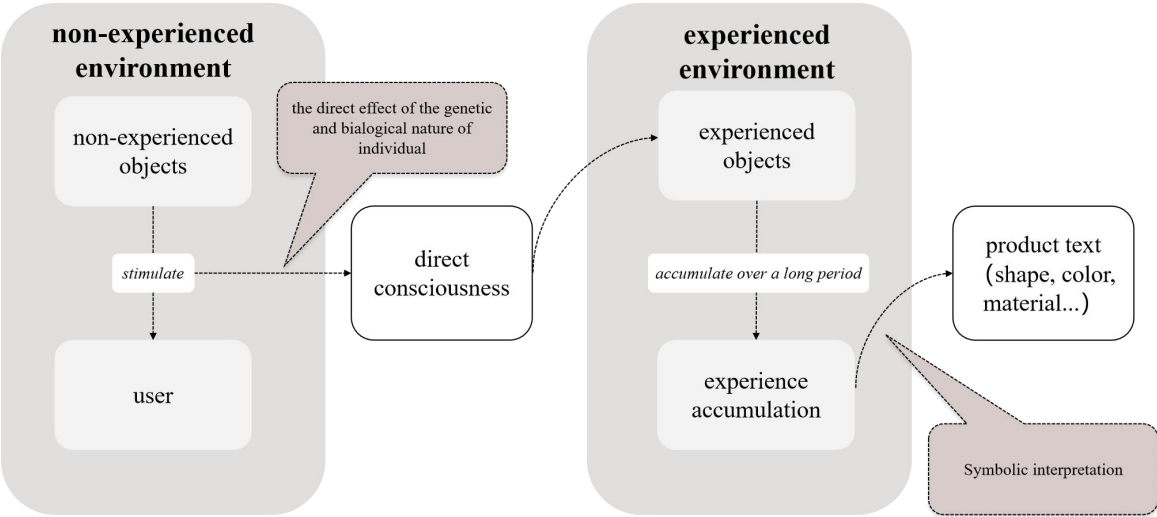 non-experienced
environment
non-experienced
objects
stimulate
user
the direct effect of the genetic
and bialogical nature of
individual
direct
consciousness
experienced
environment
experienced
objects
accumulate over a long period
experience
accumulation
product text
(shape, color,
material...)
Symbolic interpretation